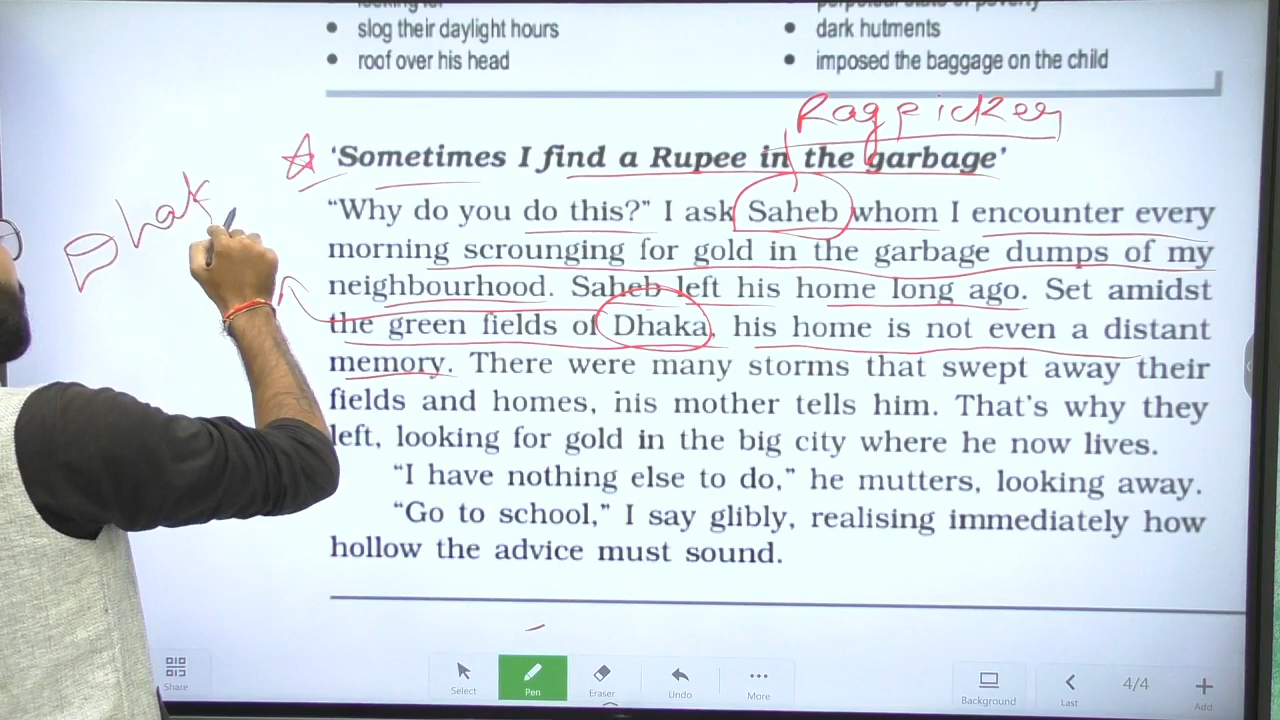 • slog their daylight hours
• dark hutments
• roof over his head
• imposed the baggage on the child
Ragpicker
‘Sometimes I find a Rupee in the garbage’
“Why do you do this?” I ask Saheb whom I encounter every
morning scrounging for gold in the garbage dumps of my
neighbourhood. Saheb left his home long ago. Set amidst
the green fields of Dhaka, his home is not even a distant
memory. There were many storms that swept away their
fields and homes, his mother tells him. That’s why they
left, looking for gold in the big city where he now lives.
“I have nothing else to do,” he mutters, looking away.
“Go to school,” I say glibly, realising immediately how
hollow the advice must sound.
Dhak
Share
Select
Pen
Eraser
Undo
More
Background
Last
4/4
Add